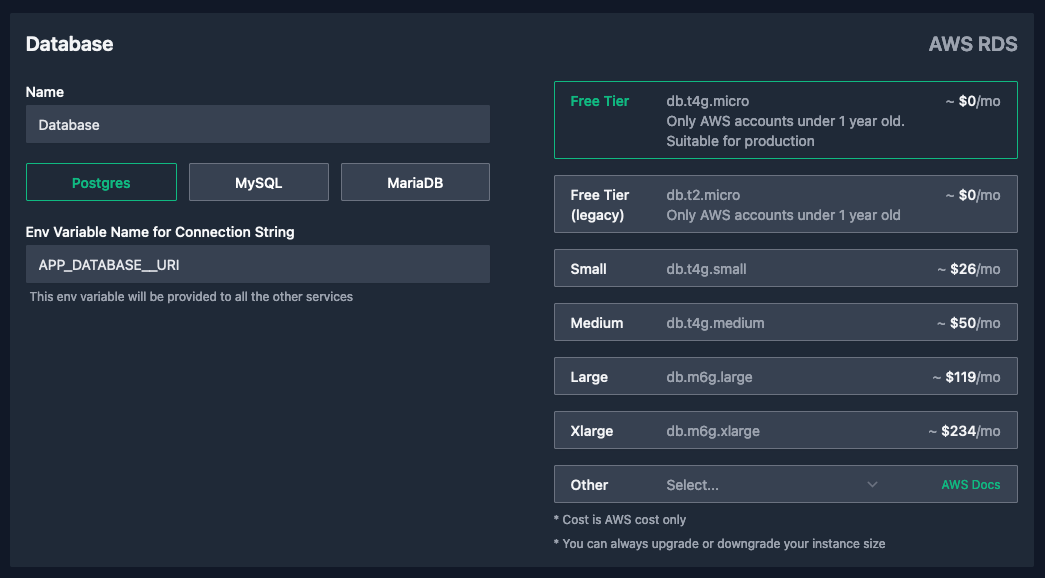 Database
AWS RDS
Name
Database
Postgres
MySQL
MariaDB
Env Variable Name for Connection String
APP_DATABASE__URI
This env variable will be provided to all the other services
Free Tier db.t4g.micro ~ $0/mo
Only AWS accounts under 1 year old.
Suitable for production
Free Tier db.t2.micro ~ $0/mo
(legacy) Only AWS accounts under 1 year old
Small db.t4g.small ~ $26/mo
Medium db.t4g.medium ~ $50/mo
Large db.m6g.large ~ $119/mo
Xlarge db.m6g.xlarge ~ $234/mo
Other Select... AWS Docs
* Cost is AWS cost only
* You can always upgrade or downgrade your instance size